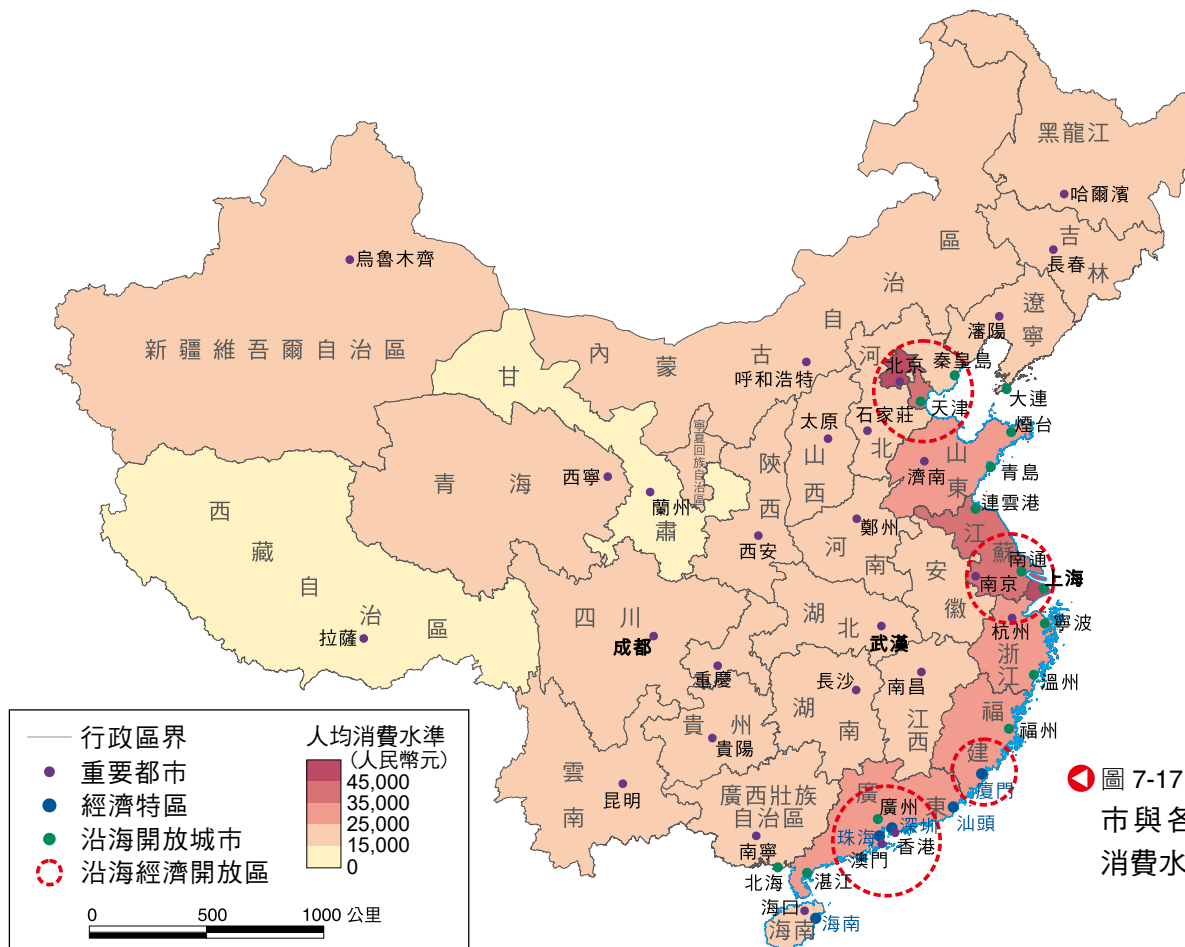 黑龍江
哈爾濱
吉林
長春
遼寧
瀋陽
烏魯木齊
新疆維吾爾自治區
內蒙古自治區
呼和浩特
甘肅
蘭州
河北
北京
秦皇島
天津
石家莊
大連
煙台
太原
山西
寧夏回族自治區
陝西
西安
山東
濟南
青島
連雲港
青海
西寧
鄭州
河南
江蘇
南通
南京
上海
安徽
西藏自治區
拉薩
四川
成都
重慶
湖北
武漢
杭州
寧波
浙江
溫州
長沙
湖南
南昌
江西
福建
福州
廈門
貴州
貴陽
雲南
昆明
廣西壯族
自治區
南寧
北海
廣東
廣州
深圳
珠海
香港
澳門
汕頭
湛江
海口
海南
海南
行政區界
重要都市
經濟特區
沿海開放城市
沿海經濟開放區
人均消費水準
（人民幣元）
45,000
35,000
25,000
15,000
0
0 500 1000 公里
圖 7-17
市與各
消費水